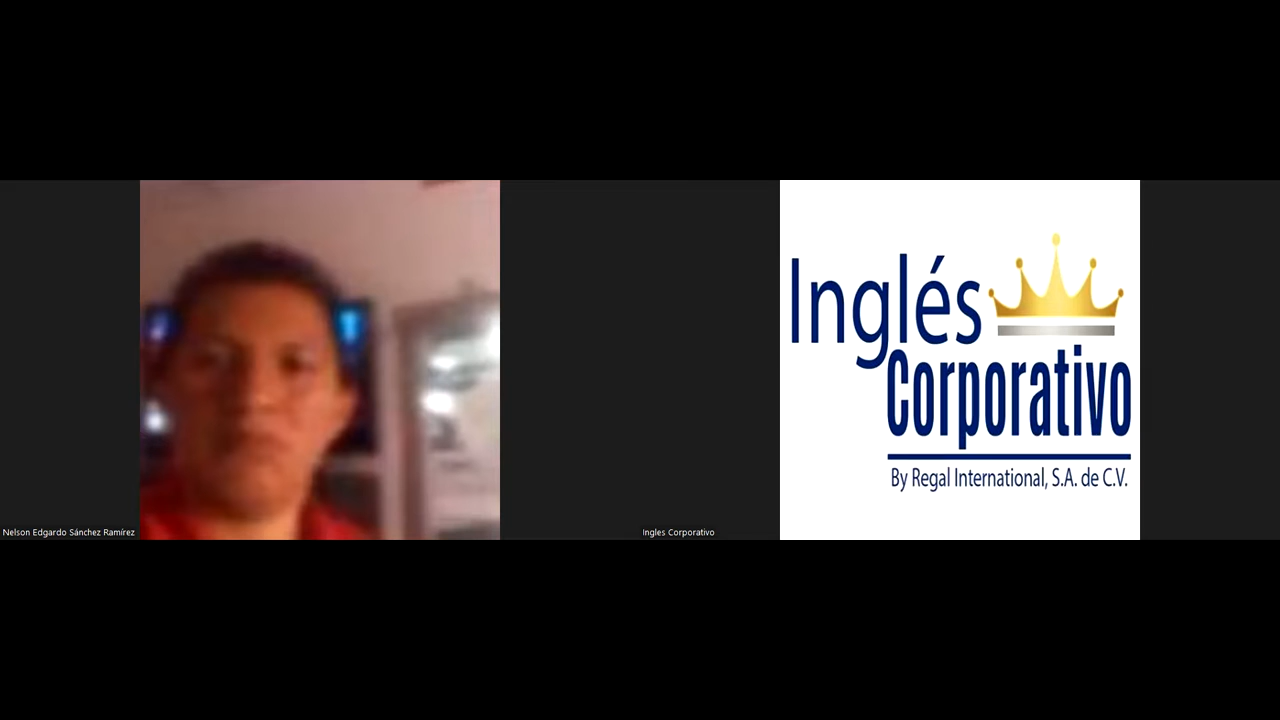 Inglés
Corporativo
By Regal International, S.A. de C.V.
Nelson Edgardo Sánchez Ramírez
Ingles Corporativo